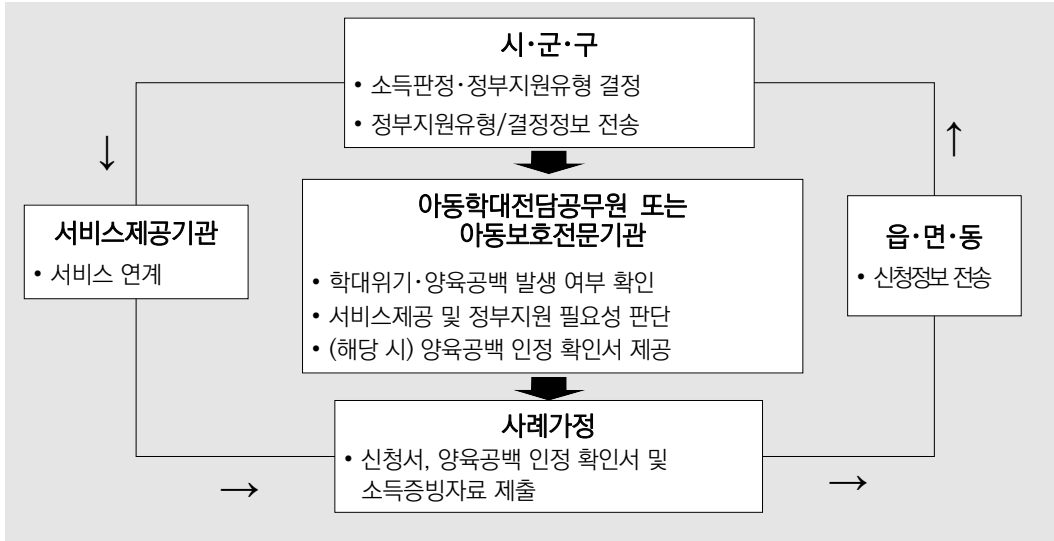 시·군·구
• 소득판정·정부지원유형 결정
• 정부지원유형/결정정보 전송
아동학대전담공무원 또는
아동보호전문기관
• 학대위기·양육공백 발생 여부 확인
• 서비스제공 및 정부지원 필요성 판단
• (해당 시) 양육공백 인정 확인서 제공
서비스제공기관
• 서비스 연계
읍·면·동
• 신청정보 전송
사례가정
• 신청서, 양육공백 인정 확인서 및
소득증빙자료 제출